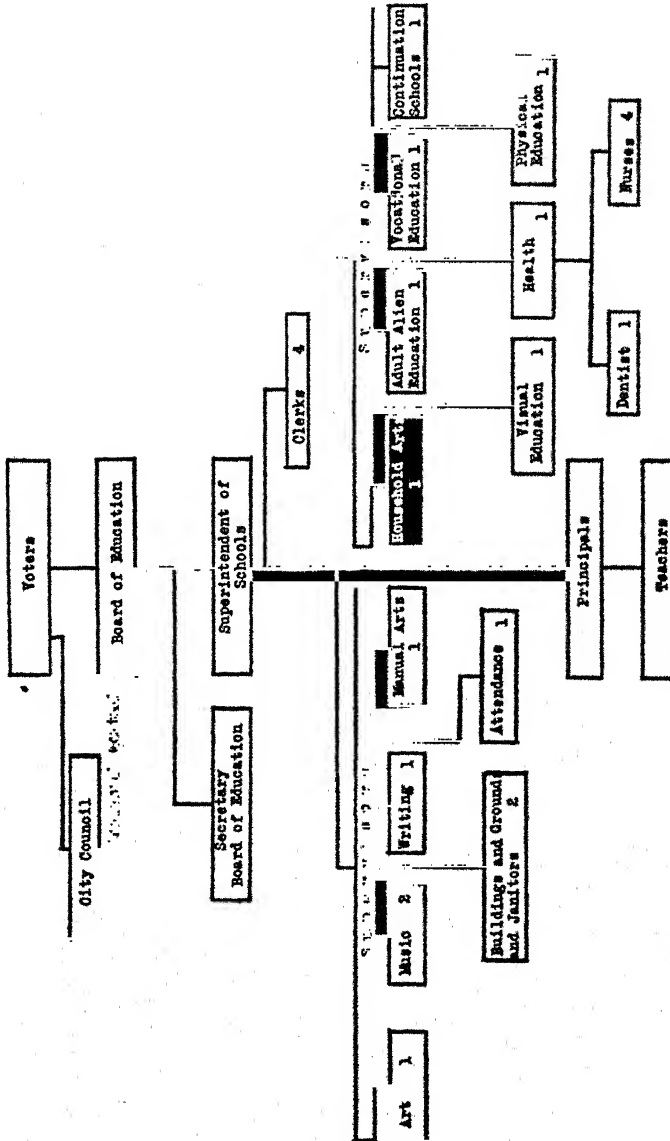 Voters
City Council
Board of Education
Secretary
Board of Education
Superintendent of
Schools
Clerks 4
Supervisors
Supervisors
Art 1
Music 2
Writing 1
Manual Arts
1
Household Arts
1
Adult Alien
Education 1
Vocational
Education 1
Continuation
Schools 1
Buildings and Grounds
and Janitors 2
Attendance 1
Visual
Education 1
Health 1
Physical
Education 1
Principals
Dentist 1
Nurses 4
Teachers